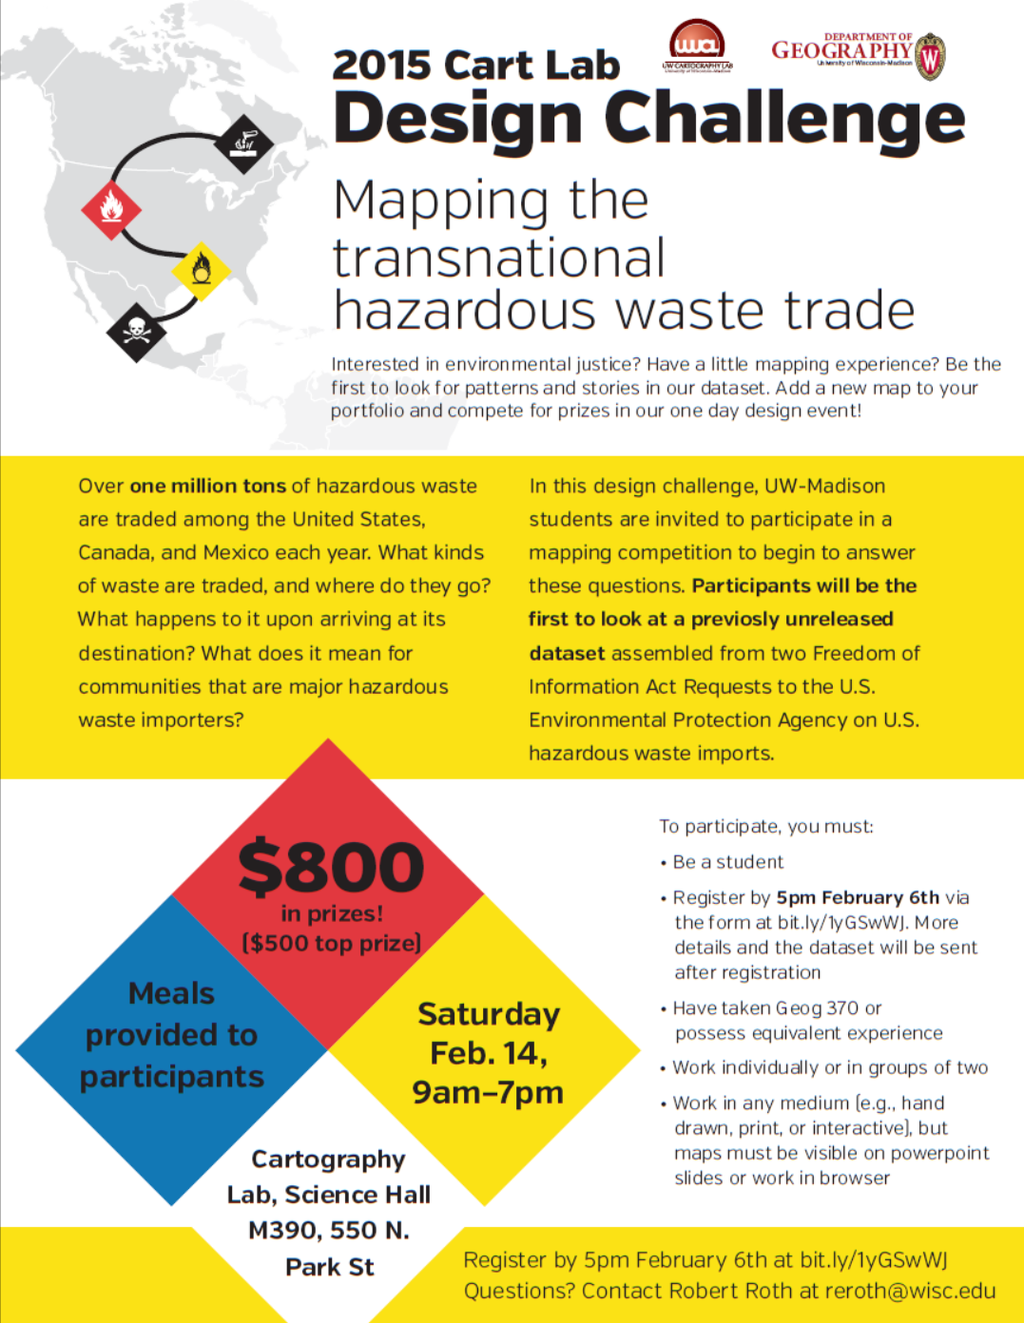 2015 Cart Lab
Design Challenge
UW CARTOGRAPHY LAB
University of Wisconsin-Madison
DEPARTMENT OF
GEOGRAPHY
University of Wisconsin-Madison
W
Mapping the
transnational
hazardous waste trade
Interested in environmental justice? Have a little mapping experience? Be the
first to look for patterns and stories in our dataset. Add a new map to your
portfolio and compete for prizes in our one day design event!
Over one million tons of hazardous waste
are traded among the United States,
Canada, and Mexico each year. What kinds
of waste are traded, and where do they go?
What happens to it upon arriving at its
destination? What does it mean for
communities that are major hazardous
waste importers?
In this design challenge, UW-Madison
students are invited to participate in a
mapping competition to begin to answer
these questions. Participants will be the
first to look at a previosly unreleased
dataset assembled from two Freedom of
Information Act Requests to the U.S.
Environmental Protection Agency on U.S.
hazardous waste imports.
$800
in prizes!
($500 top prize)
Meals
provided to
participants
Saturday
Feb. 14,
9am–7pm
Cartography
Lab, Science Hall
M390, 550 N.
Park St
To participate, you must:
• Be a student
• Register by 5pm February 6th via
the form at bit.ly/1yGSwWJ. More
details and the dataset will be sent
after registration
• Have taken Geog 370 or
possess equivalent experience
• Work individually or in groups of two
• Work in any medium (e.g., hand
drawn, print, or interactive), but
maps must be visible on powerpoint
slides or work in browser
Register by 5pm February 6th at bit.ly/1yGSwWJ
Questions? Contact Robert Roth at reroth@wisc.edu